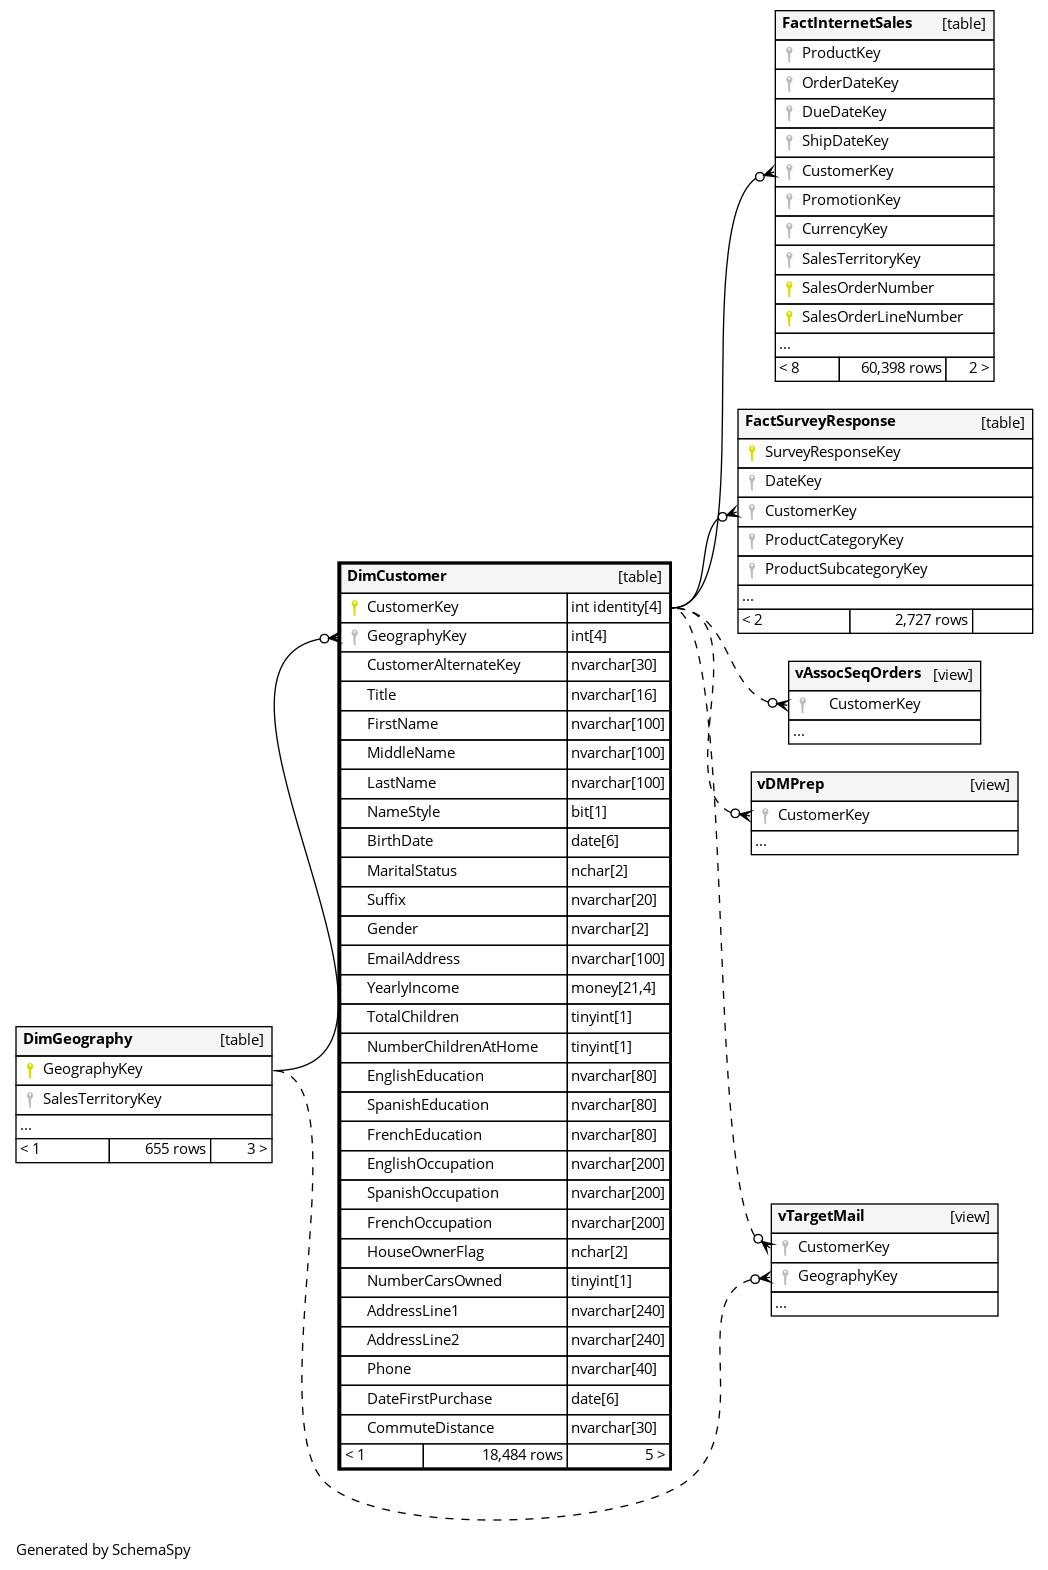 FactInternetSales [table]
ProductKey
OrderDateKey
DueDateKey
ShipDateKey
CustomerKey
PromotionKey
CurrencyKey
SalesTerritoryKey
SalesOrderNumber
SalesOrderLineNumber
...
< 8 60,398 rows 2 >
FactSurveyResponse [table]
SurveyResponseKey
DateKey
CustomerKey
ProductCategoryKey
ProductSubcategoryKey
...
< 2 2,727 rows
DimCustomer [table]
CustomerKey int identity[4]
GeographyKey int[4]
CustomerAlternateKey nvarchar[30]
Title nvarchar[16]
FirstName nvarchar[100]
MiddleName nvarchar[100]
LastName nvarchar[100]
NameStyle bit[1]
BirthDate date[6]
MaritalStatus nchar[2]
Suffix nvarchar[20]
Gender nvarchar[2]
EmailAddress nvarchar[100]
YearlyIncome money[21,4]
TotalChildren tinyint[1]
NumberChildrenAtHome tinyint[1]
EnglishEducation nvarchar[80]
SpanishEducation nvarchar[80]
FrenchEducation nvarchar[80]
EnglishOccupation nvarchar[200]
SpanishOccupation nvarchar[200]
FrenchOccupation nvarchar[200]
HouseOwnerFlag nchar[2]
NumberCarsOwned tinyint[1]
AddressLine1 nvarchar[240]
AddressLine2 nvarchar[240]
Phone nvarchar[40]
DateFirstPurchase date[6]
CommuteDistance nvarchar[30]
< 1 18,484 rows 5 >
vAssocSeqOrders [view]
CustomerKey
...
vDMPrep [view]
CustomerKey
...
DimGeography [table]
GeographyKey
SalesTerritoryKey
...
< 1 655 rows 3 >
vTargetMail [view]
CustomerKey
GeographyKey
...
Generated by SchemaSpy